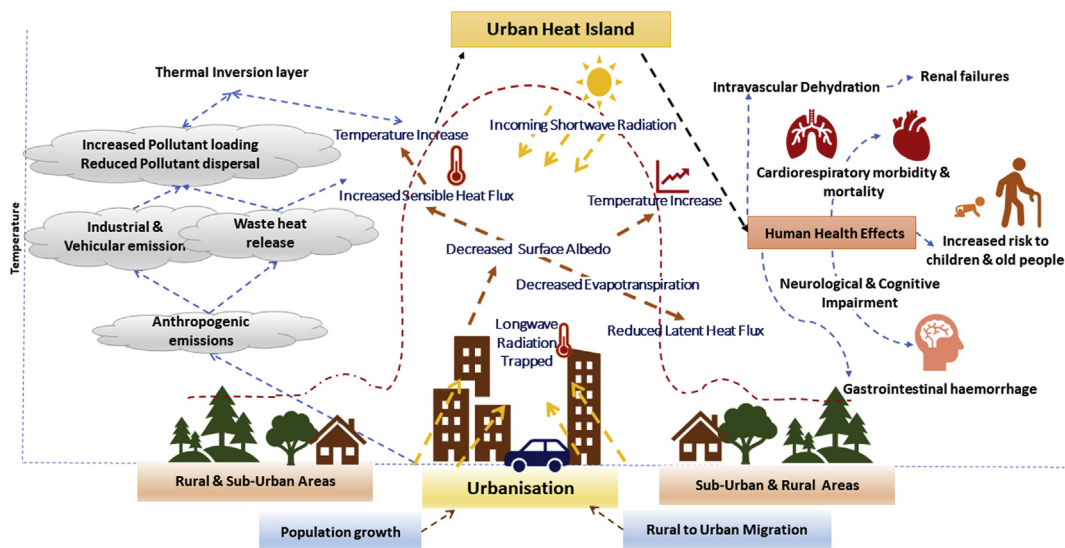 Urban Heat Island
Thermal Inversion layer
Increased Pollutant loading
Reduced Pollutant dispersal
Temperature Increase
Incoming Shortwave Radiation
Intravascular Dehydration
Renal failures
Cardiorespiratory morbidity &
mortality
Increased Sensible Heat Flux
Temperature Increase
Industrial &
Vehicular emission
Waste heat
release
Human Health Effects
Increased risk to
children & old people
Temperature
Decreased Surface Albedo
Decreased Evapotranspiration
Neurological & Cognitive
Impairment
Anthropogenic
emissions
Longwave
Radiation
Trapped
Reduced Latent Heat Flux
Gastrointestinal haemorrhage
Rural & Sub-Urban Areas
Urbanisation
Sub-Urban & Rural Areas
Population growth
Rural to Urban Migration